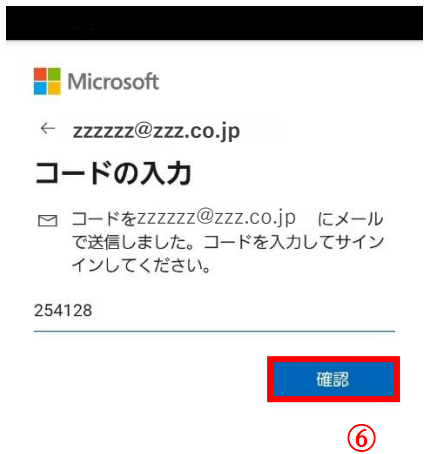 Microsoft
← zzzzzz@zzz.co.jp
コードの入力
コードをzzzzzz@zzz.co.jp にメール
で送信しました。コードを入力してサイン
インしてください。
254128
確認
⑥